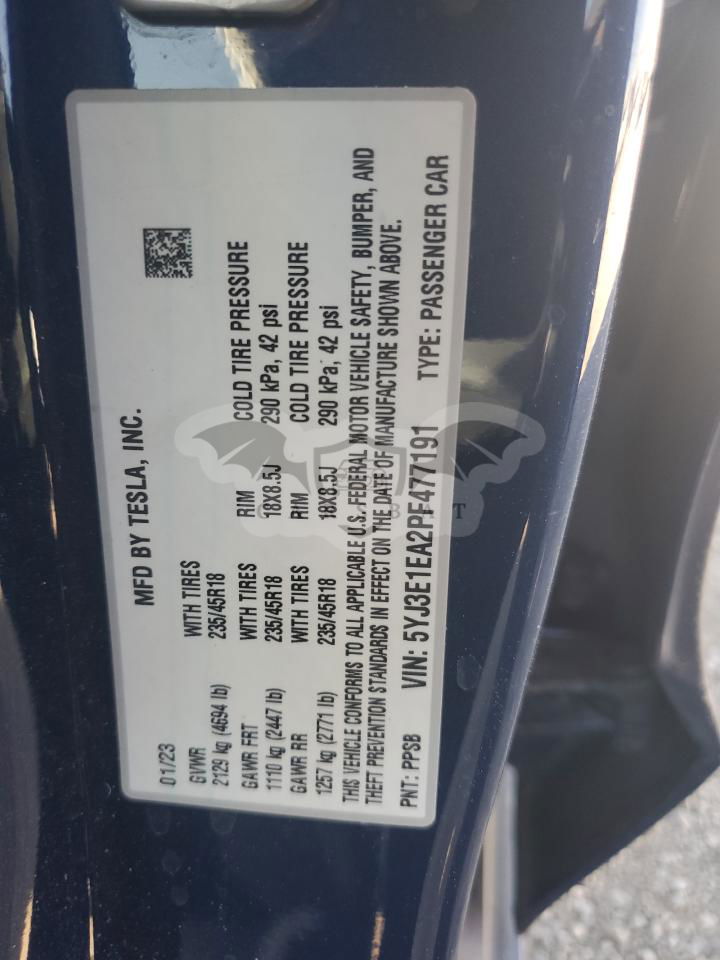 MFD BY TESLA, INC.
01/23
GVWR WITH TIRES
2129 kg (4694 lb) 235/45R18
GAWR FRT WITH TIRES RIM COLD TIRE PRESSURE
1110 kg (2447 lb) 235/45R18 18X8.5J 290 kPa, 42 psi
GAWR RR WITH TIRES RIM COLD TIRE PRESSURE
1257 kg (2771 lb) 235/45R18 18X8.5J 290 kPa, 42 psi
THIS VEHICLE CONFORMS TO ALL APPLICABLE U.S. FEDERAL MOTOR VEHICLE SAFETY, BUMPER, AND
THEFT PREVENTION STANDARDS IN EFFECT ON THE DATE OF MANUFACTURE SHOWN ABOVE.
PNT: PPSB VIN: 5YJ3E1EA2PF477191 TYPE: PASSENGER CAR